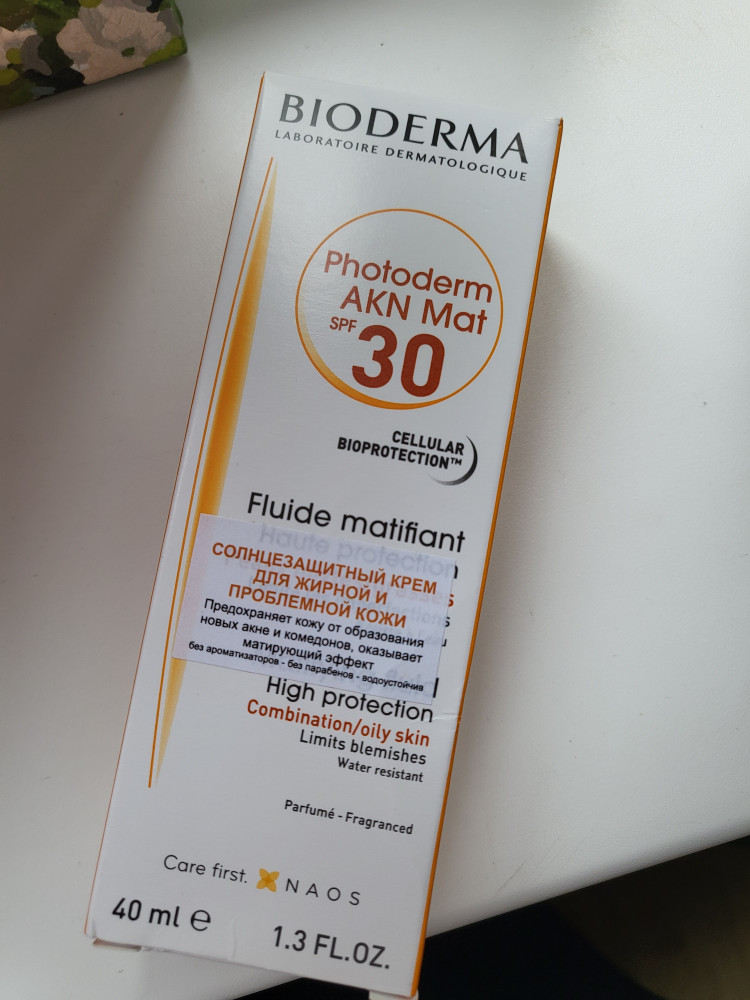 BIODERMA
LABORATOIRE DERMATOLOGIQUE
Photoderm
AKN Mat
SPF 30
CELLULAR
BIOPROTECTION™
Fluide matifiant
Haute protection
СОЛНЦЕЗАЩИТНЫЙ КРЕМ
ДЛЯ ЖИРНОЙ И
ПРОБЛЕМНОЙ КОЖИ
Предохраняет кожу от образования
новых акне и комедонов, оказывает
матирующий эффект
без ароматизаторов - без парабенов - водоустойчив
High protection
Combination/oily skin
Limits blemishes
Water resistant
Parfumé - Fragranced
Care first. NAOS
40 ml e
1.3 FL.OZ.